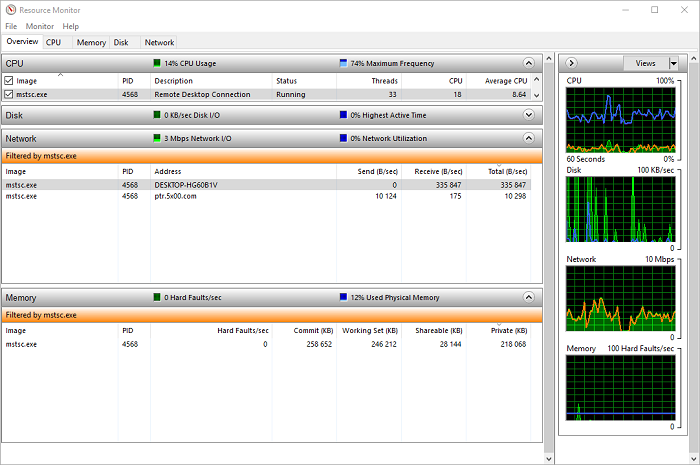 Resource Monitor
File Monitor Help
Overview CPU Memory Disk Network
CPU 14% CPU Usage 74% Maximum Frequency
Image PID Description Status Threads CPU Average CPU
mstsc.exe 4568 Remote Desktop Connection Running 33 18 8.64
Disk 0 KB/sec Disk I/O 0% Highest Active Time
Network 3 Mbps Network I/O 0% Network Utilization
Filtered by mstsc.exe
Image PID Address Send (B/sec) Receive (B/sec) Total (B/sec)
mstsc.exe 4568 DESKTOP-HG60B1V 0 335 847 335 847
mstsc.exe 4568 ptr.5x00.com 10 124 175 10 298
Memory 0 Hard Faults/sec 12% Used Physical Memory
Filtered by mstsc.exe
Image PID Hard Faults/sec Commit (KB) Working Set (KB) Shareable (KB) Private (KB)
mstsc.exe 4568 0 258 652 246 212 28 144 218 068
Views
CPU 100%
60 Seconds 0%
Disk 100 KB/sec
0
Network 10 Mbps
0
Memory 100 Hard Faults/sec
0